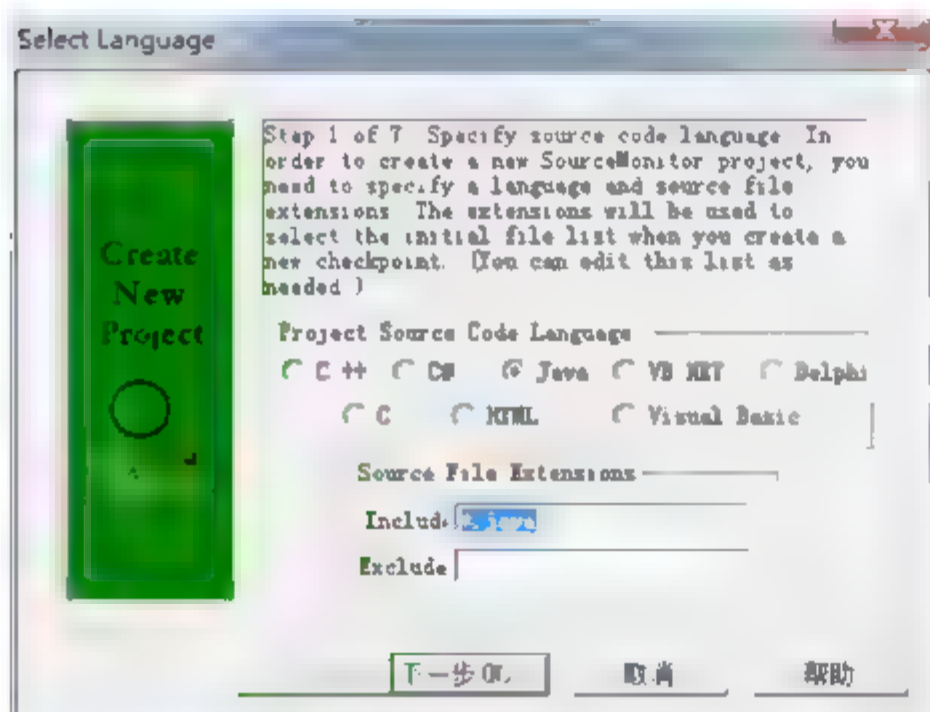 Select Language
Create
New
Project
Step 1 of 7 Specify source code language In
order to create a new SourceMonitor project, you
need to specify a language and source file
extensions The extensions will be used to
select the initial file list when you create a
new checkpoint. (You can edit this list as
needed )
Project Source Code Language
C ++ C# Java VB NET Delphi
C HTML Visual Basic
Source File Extensions
Include *.java
Exclude
下一步
取消
帮助